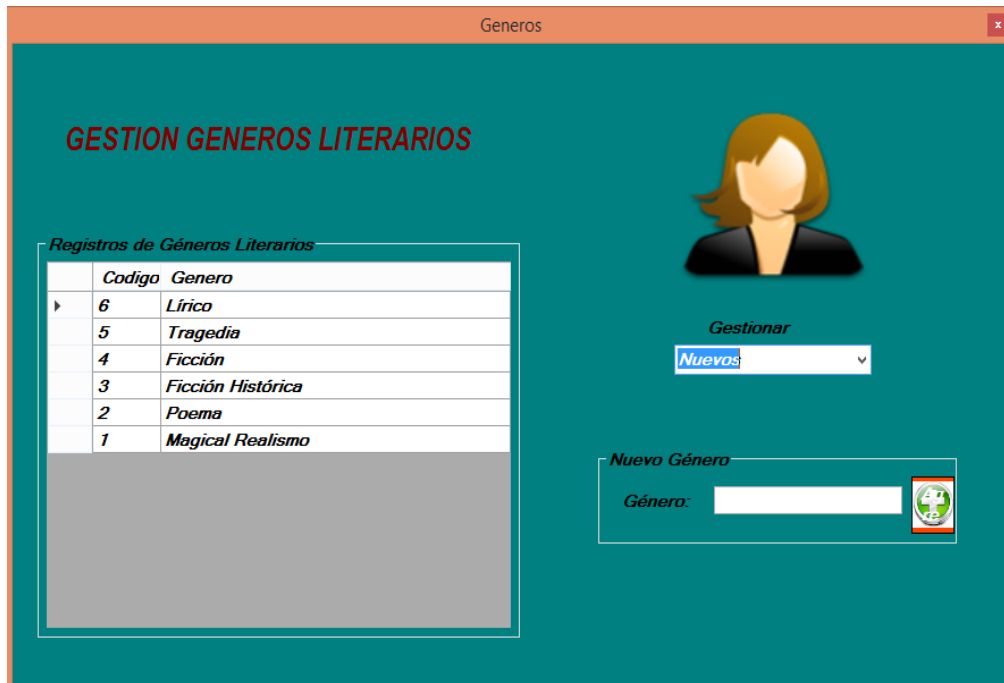 Generos
x
GESTION GENEROS LITERARIOS
Registros de Géneros Literarios
Codigo Genero
6 Lírico
5 Tragedia
4 Ficción
3 Ficción Histórica
2 Poema
1 Magical Realismo
Gestionar
Nuevos
Nuevo Género
Género: